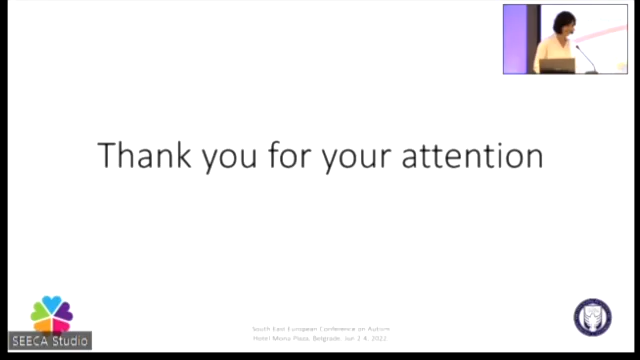 Thank you for your attention
South East European Conference on Autism
Hotel Mona Plaza, Belgrade, Jun 2-4, 2022
SEECA Studio